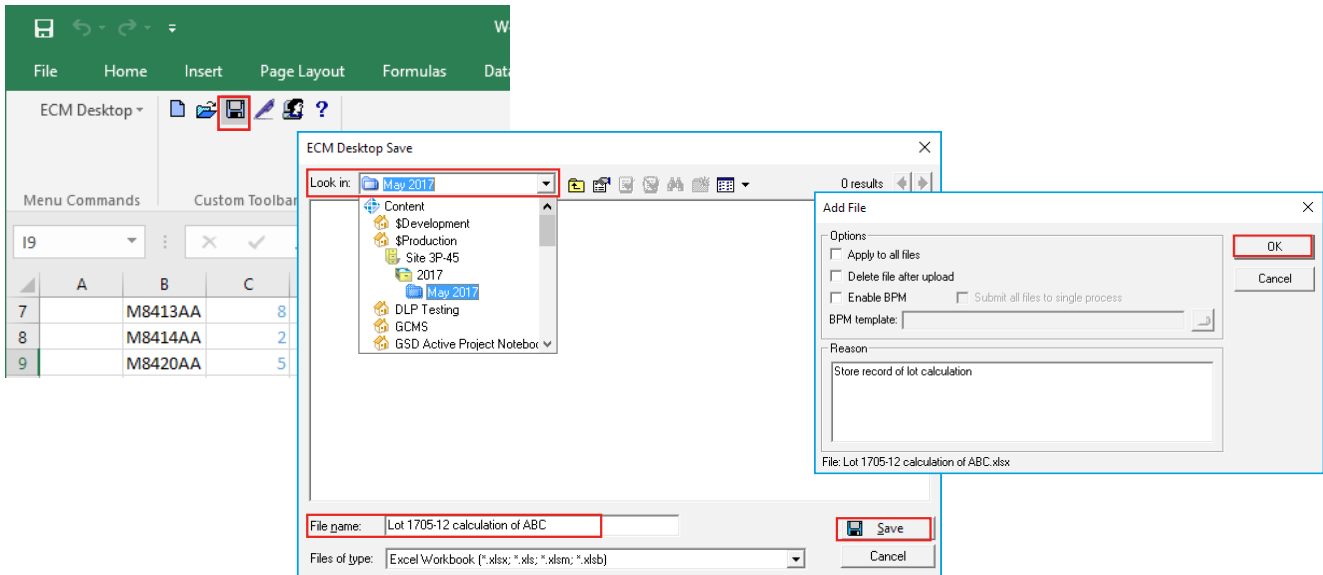 W
File Home Insert Page Layout Formulas Data
ECM Desktop
?
Menu Commands Custom Toolbar
I9
A B C
7 M8413AA 8
8 M8414AA 2
9 M8420AA 5
ECM Desktop Save
Look in: May 2017
0 results
Content
$Development
$Production
Site 3P-45
2017
May 2017
DLP Testing
GCMS
GSD Active Project Noteboo
File name: Lot 1705-12 calculation of ABC
Save
Files of type: Excel Workbook (*.xlsx; *.xls; *.xlsm; *.xlsb)
Cancel
Add File
Options
Apply to all files
Delete file after upload
Enable BPM Submit all files to single process
BPM template:
OK
Cancel
Reason
Store record of lot calculation
File: Lot 1705-12 calculation of ABC.xlsx